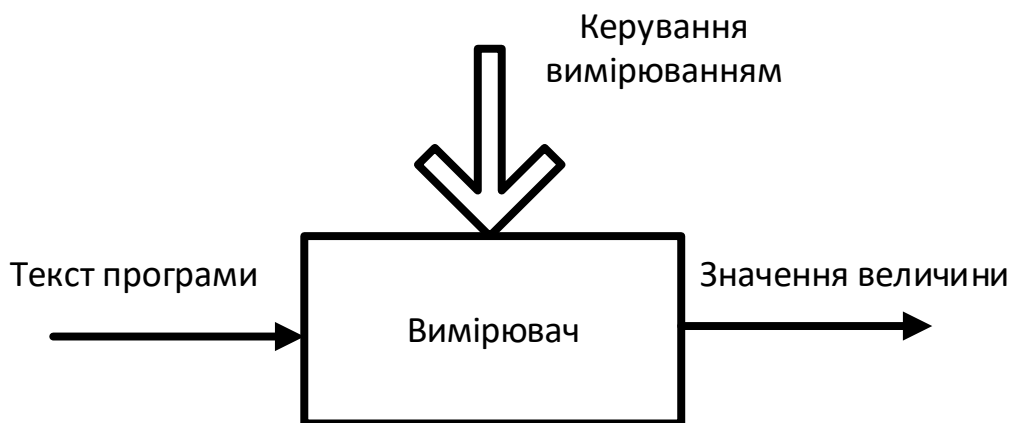 Керування
вимірюванням
Текст програми
Значення величини
Вимірювач